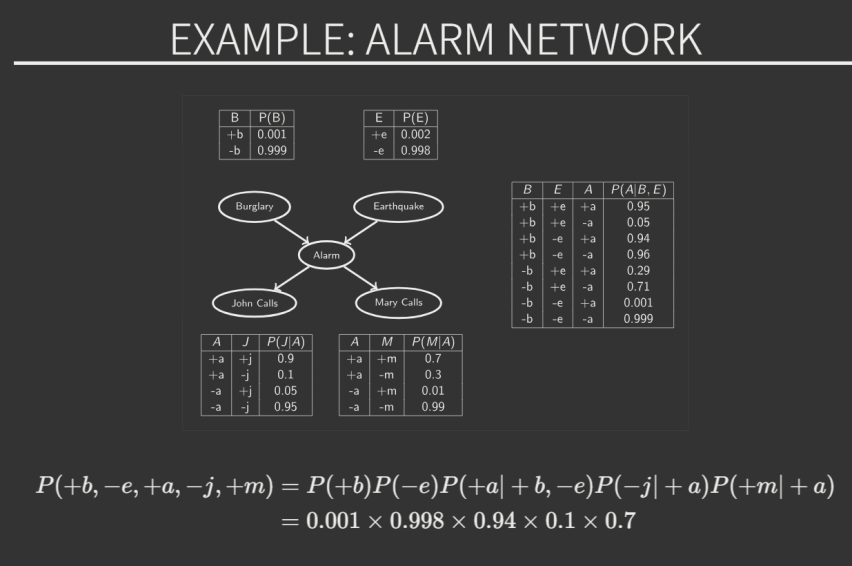 EXAMPLE: ALARM NETWORK
B P(B)
+b 0.001
-b 0.999
E P(E)
+e 0.002
-e 0.998
B E A P(A|B, E)
+b +e +a 0.95
+b +e -a 0.05
+b -e +a 0.94
+b -e -a 0.96
-b +e +a 0.29
-b +e -a 0.71
-b -e +a 0.001
-b -e -a 0.999
Burglary
Earthquake
Alarm
John Calls
Mary Calls
A J P(J|A)
+a +j 0.9
+a -j 0.1
-a +j 0.05
-a -j 0.95
A M P(M|A)
+a +m 0.7
+a -m 0.3
-a +m 0.01
-a -m 0.99
P(+b, −e, +a, −j, +m) = P(+b)P(−e)P(+a| + b, −e)P(−j| + a)P(+m| + a)
= 0.001 × 0.998 × 0.94 × 0.1 × 0.7